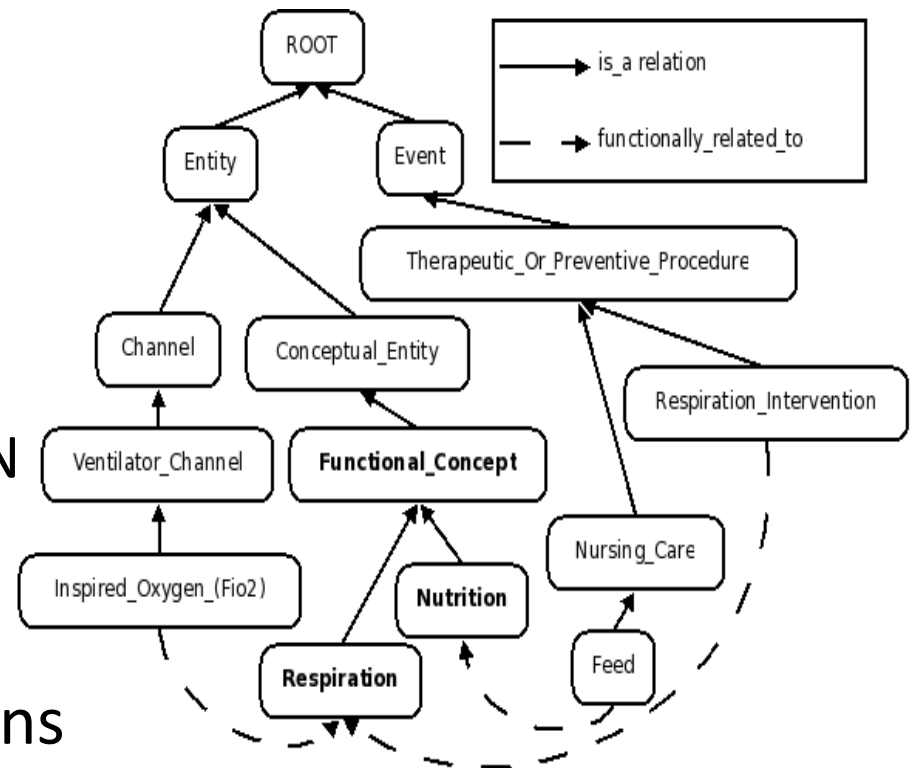 ROOT
is_a relation
functionally_related_to
Entity
Event
Therapeutic_Or_Preventive_Procedure
Channel
Conceptual_Entity
Respiration_Intervention
N
Ventilator_Channel
Functional_Concept
Nursing_Care
Inspired_Oxygen_(Fio2)
Nutrition
Feed
Respiration
ns